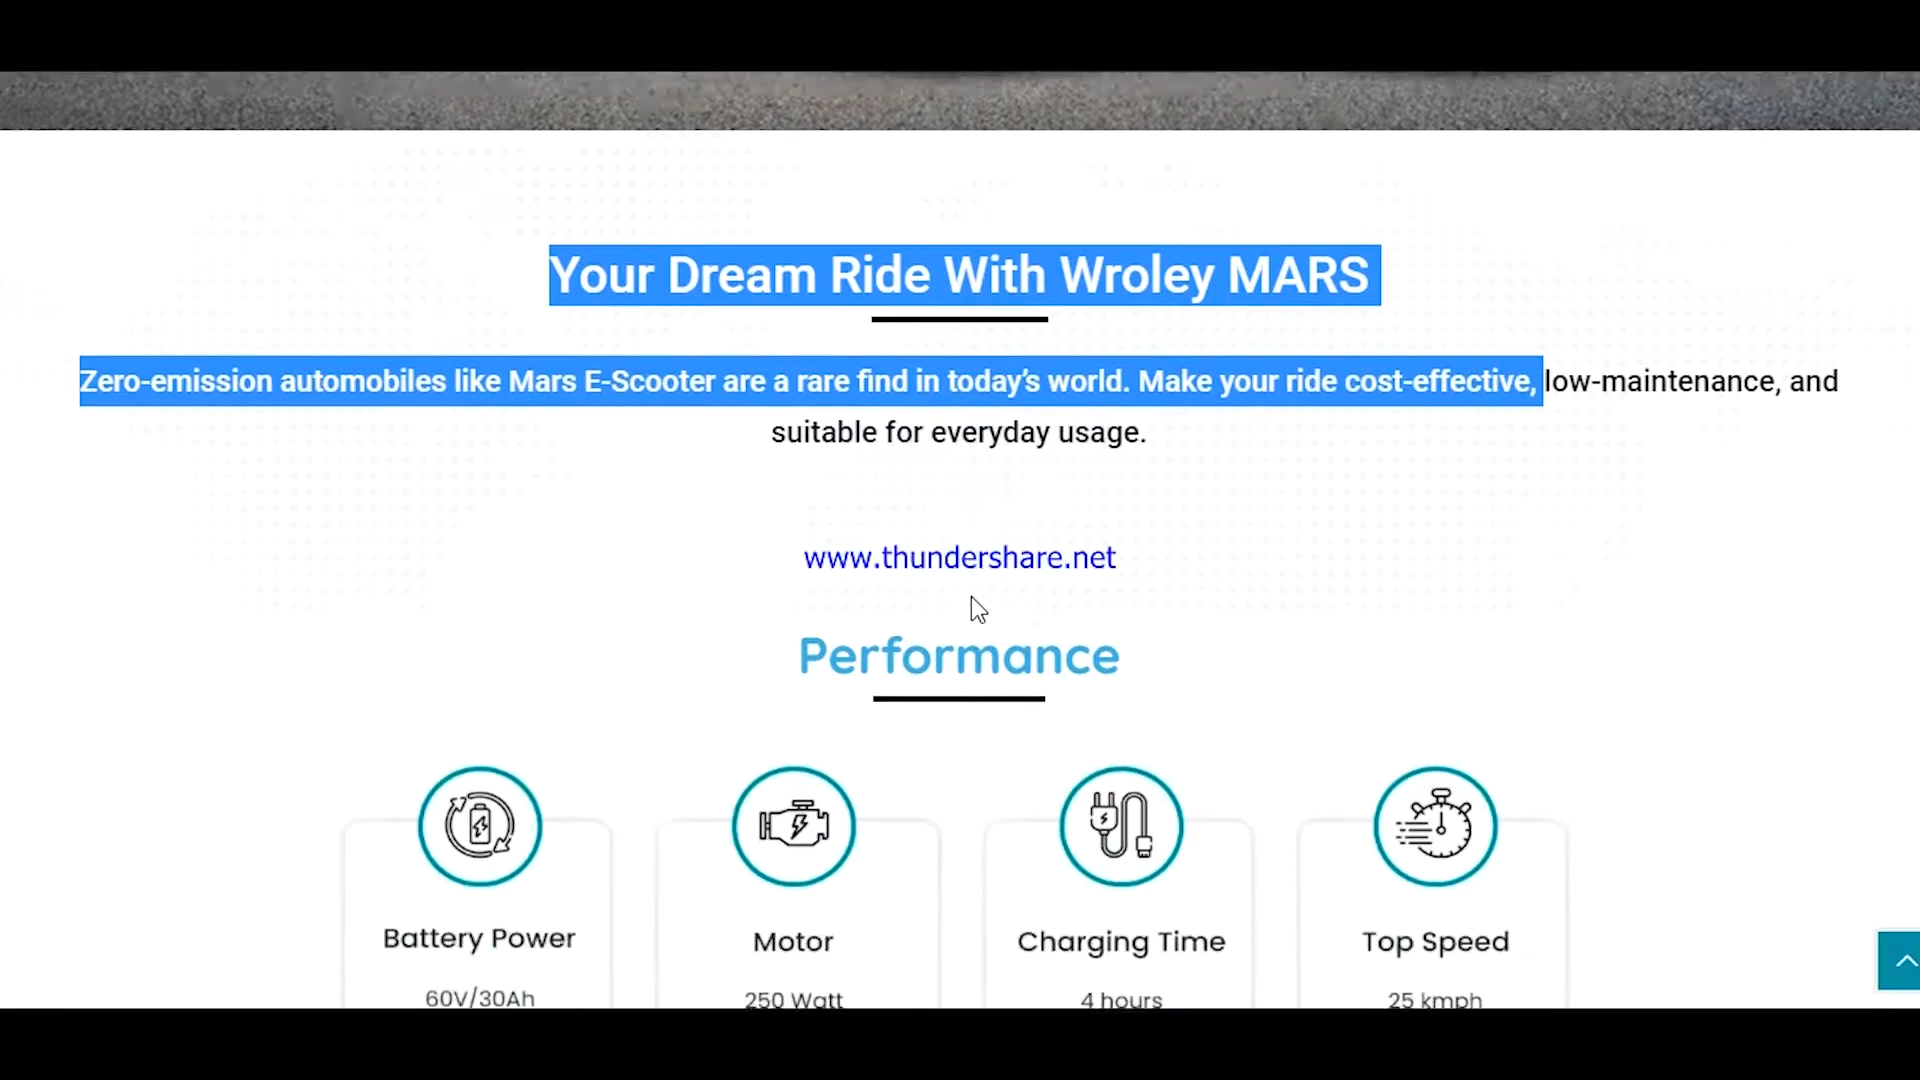 Your Dream Ride With Wroley MARS
Zero-emission automobiles like Mars E-Scooter are a rare find in today's world. Make your ride cost-effective, low-maintenance, and
suitable for everyday usage.
www.thundershare.net
Performance
Battery Power
Motor
Charging Time
Top Speed
60V/30Ah
250 Watt
4 hours
25 kmph